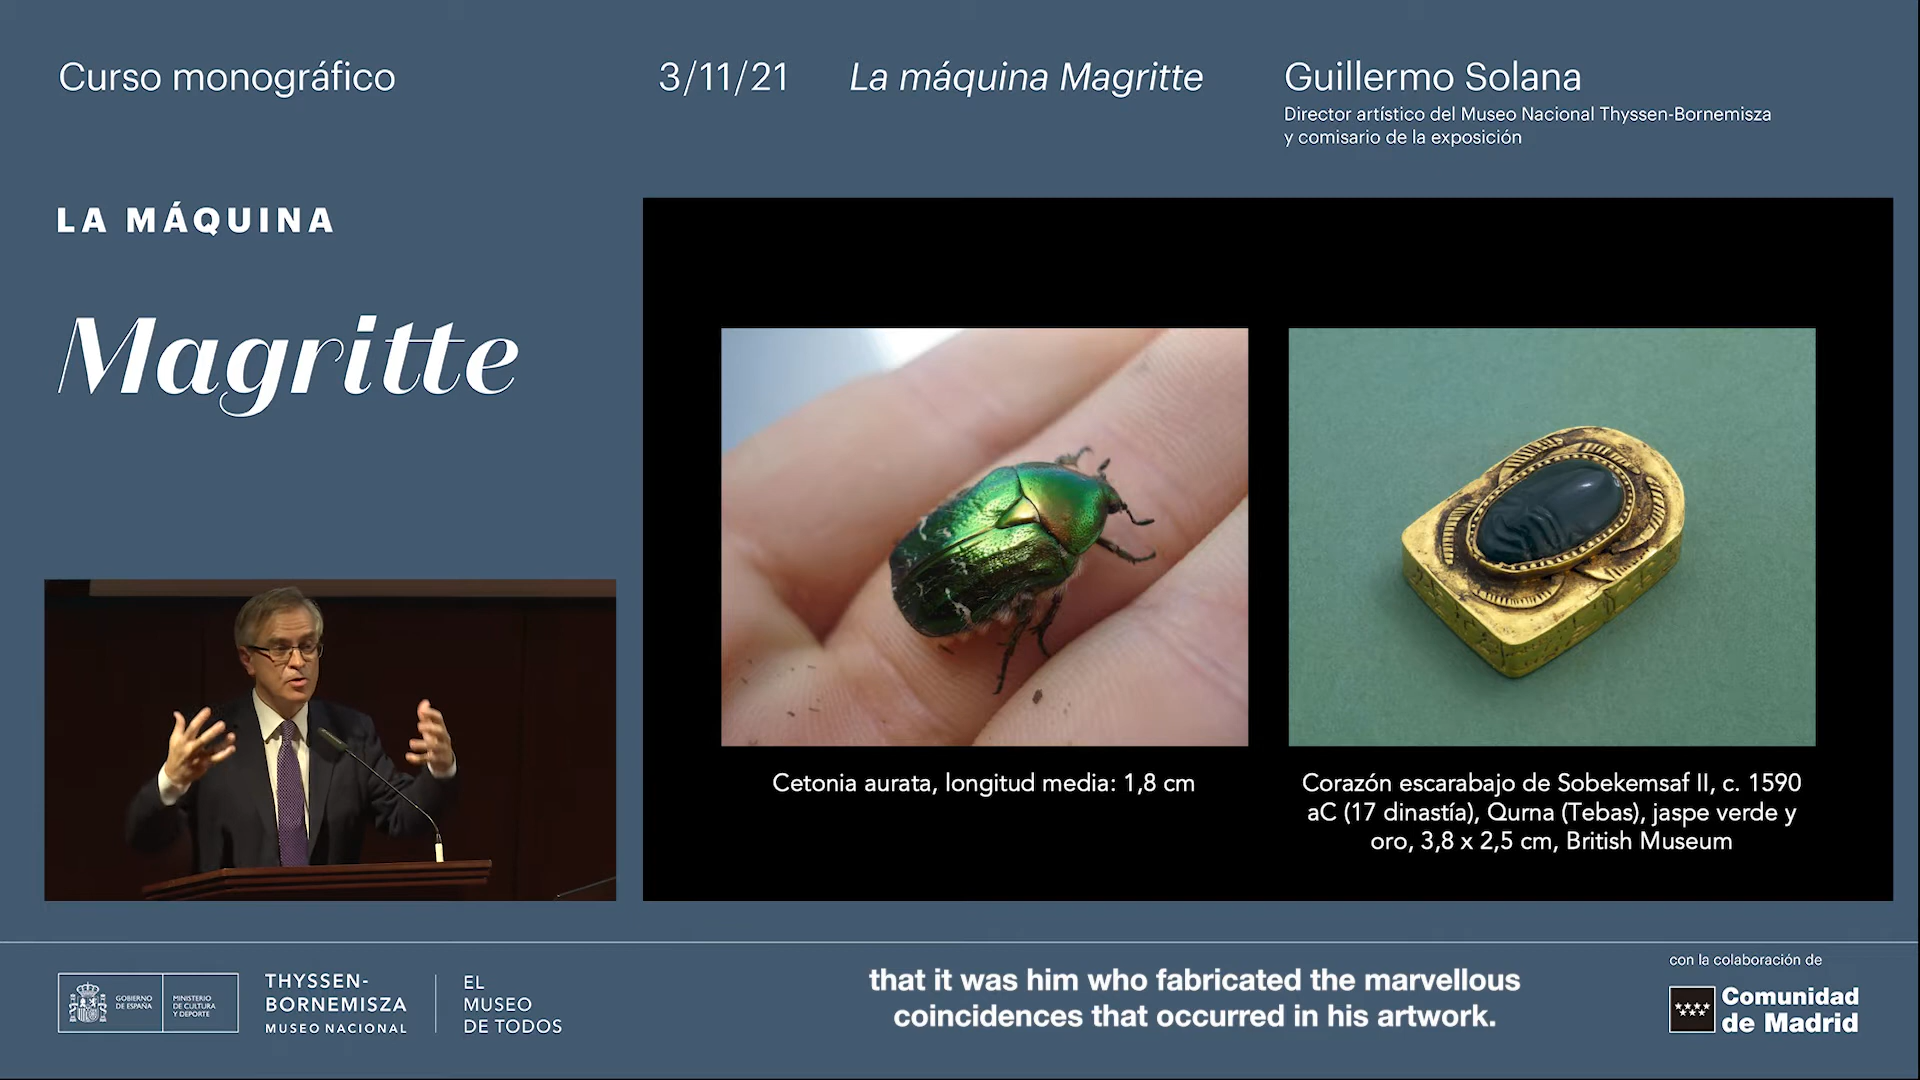 Curso monográfico
3/11/21
La máquina Magritte
Guillermo Solana
Director artístico del Museo Nacional Thyssen-Bornemisza
y comisario de la exposición
LA MÁQUINA
Magritte
Cetonia aurata, longitud media: 1,8 cm
Corazón escarabajo de Sobekemsaf II, c. 1590
aC (17 dinastía), Qurna (Tebas), jaspe verde y
oro, 3,8 x 2,5 cm, British Museum
GOBIERNO
DE ESPAÑA
MINISTERIO
DE CULTURA
Y DEPORTE
THYSSEN-
BORNEMISZA
MUSEO NACIONAL
EL
MUSEO
DE TODOS
that it was him who fabricated the marvellous
coincidences that occurred in his artwork.
con la colaboración de
Comunidad
de Madrid